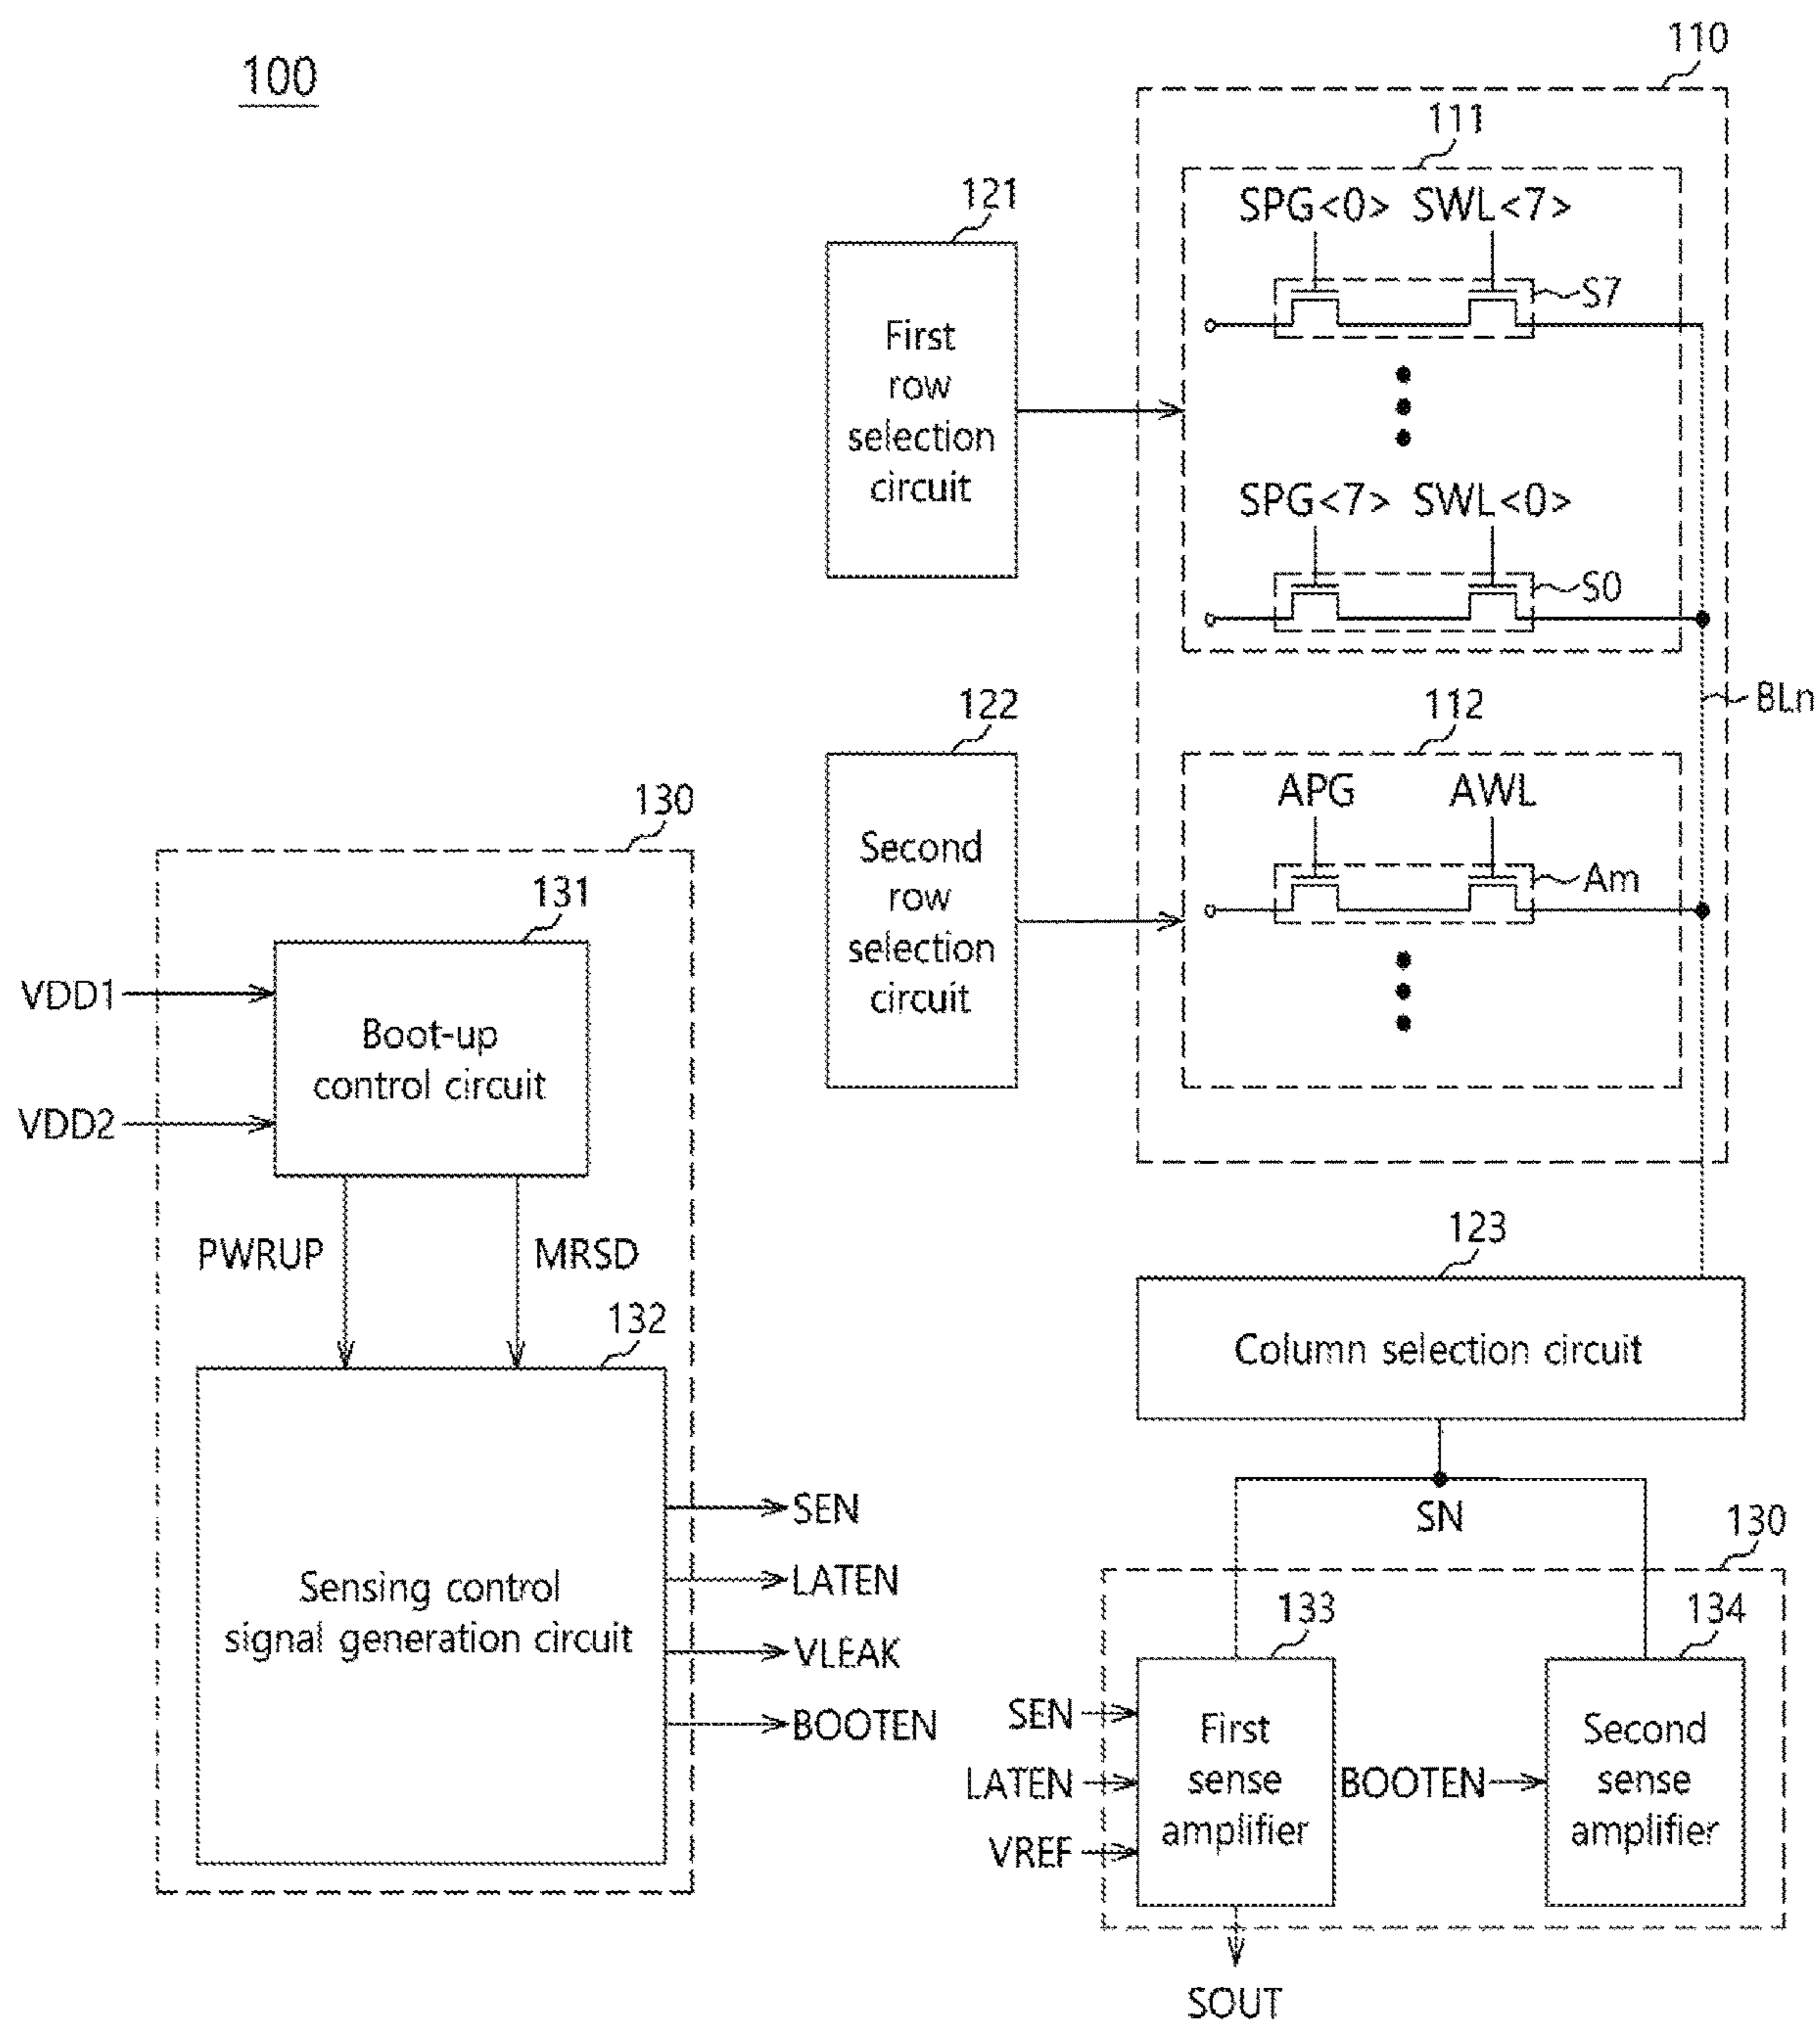 100
110
111
121
SPG<0> SWL<7>
S7
First
row
selection
circuit
SPG<7> SWL<0>
S0
122
112
BLn
APG AWL
Am
Second
row
selection
circuit
130
131
VDD1
Boot-up
control circuit
VDD2
PWRUP MRSD
132
123
Column selection circuit
Sensing control
signal generation circuit
SEN
LATEN
VLEAK
BOOTEN
SN
130
133
134
SEN
LATEN
VREF
First
sense
amplifier
BOOTEN
Second
sense
amplifier
SOUT